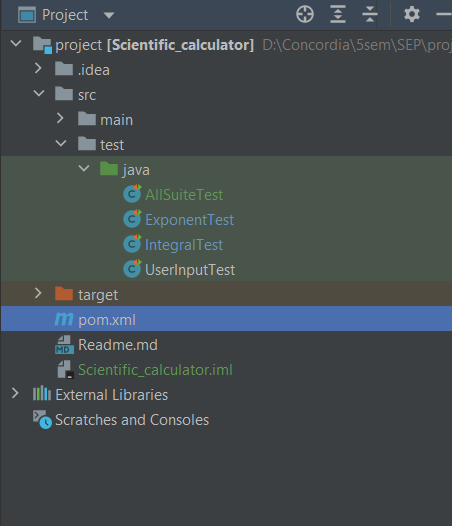 Project
project [Scientific_calculator] D:\Concordia\5sem\SEP\proj
.idea
src
main
test
java
AllSuiteTest
ExponentTest
IntegralTest
UserInputTest
target
m pom.xml
MD Readme.md
Scientific_calculator.iml
External Libraries
Scratches and Consoles